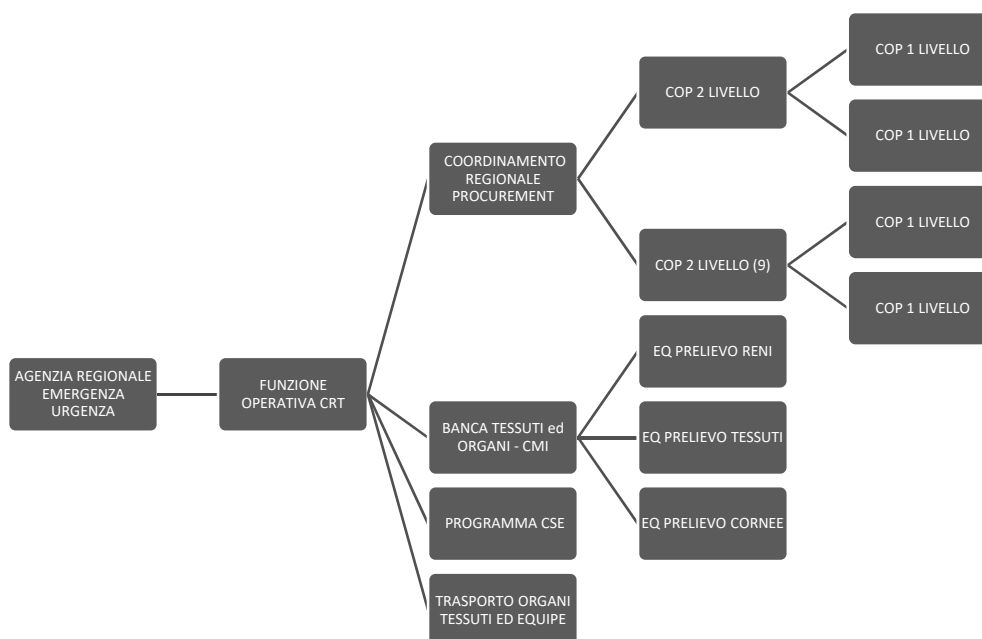 AGENZIA REGIONALE
EMERGENZA
URGENZA
FUNZIONE
OPERATIVA CRT
COORDINAMENTO
REGIONALE
PROCUREMENT
COP 2 LIVELLO
COP 1 LIVELLO
COP 1 LIVELLO
COP 2 LIVELLO (9)
COP 1 LIVELLO
COP 1 LIVELLO
BANCA TESSUTI ed
ORGANI - CMI
EQ PRELIEVO RENI
EQ PRELIEVO TESSUTI
EQ PRELIEVO CORNEE
PROGRAMMA CSE
TRASPORTO ORGANI
TESSUTI ED EQUIPE